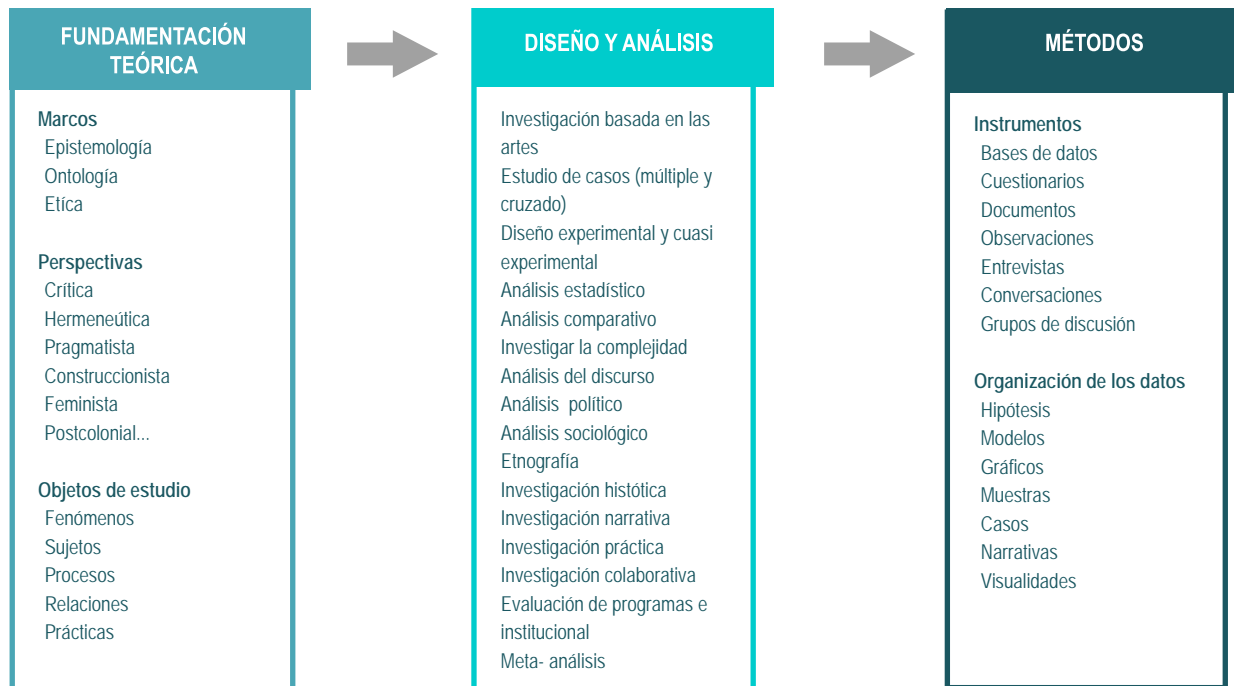 FUNDAMENTACIÓN
TEÓRICA
Marcos
Epistemología
Ontología
Etíca
Perspectivas
Crítica
Hermeneútica
Pragmatista
Construccionista
Feminista
Postcolonial...
Objetos de estudio
Fenómenos
Sujetos
Procesos
Relaciones
Prácticas
DISEÑO Y ANÁLISIS
Investigación basada en las
artes
Estudio de casos (múltiple y
cruzado)
Diseño experimental y cuasi
experimental
Análisis estadístico
Análisis comparativo
Investigar la complejidad
Análisis del discurso
Análisis político
Análisis sociológico
Etnografía
Investigación histótica
Investigación narrativa
Investigación práctica
Investigación colaborativa
Evaluación de programas e
institucional
Meta- análisis
MÉTODOS
Instrumentos
Bases de datos
Cuestionarios
Documentos
Observaciones
Entrevistas
Conversaciones
Grupos de discusión
Organización de los datos
Hipótesis
Modelos
Gráficos
Muestras
Casos
Narrativas
Visualidades